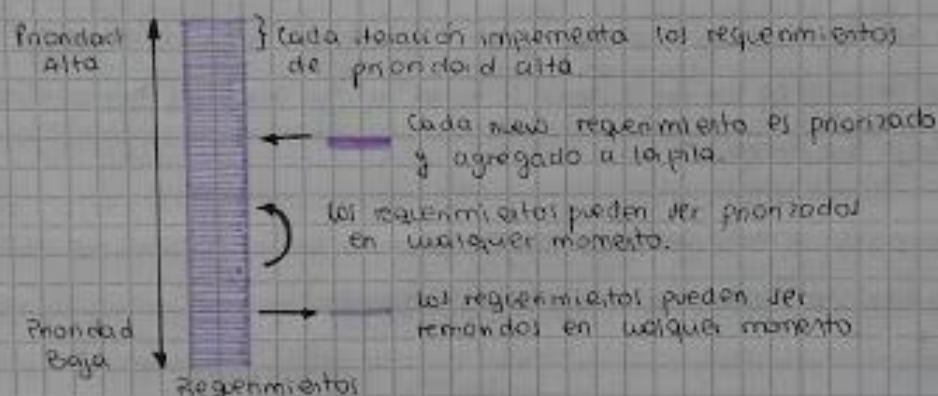 Prioridad
Alta
} Cada iteración implementa los requerimientos
de prioridad alta.
Cada nuevo requerimiento es priorizado
y agregado a la pila.
Los requerimientos pueden ser priorizados
en cualquier momento.
Los requerimientos pueden ser
removidos en cualquier momento
Prioridad
Baja
Requerimientos